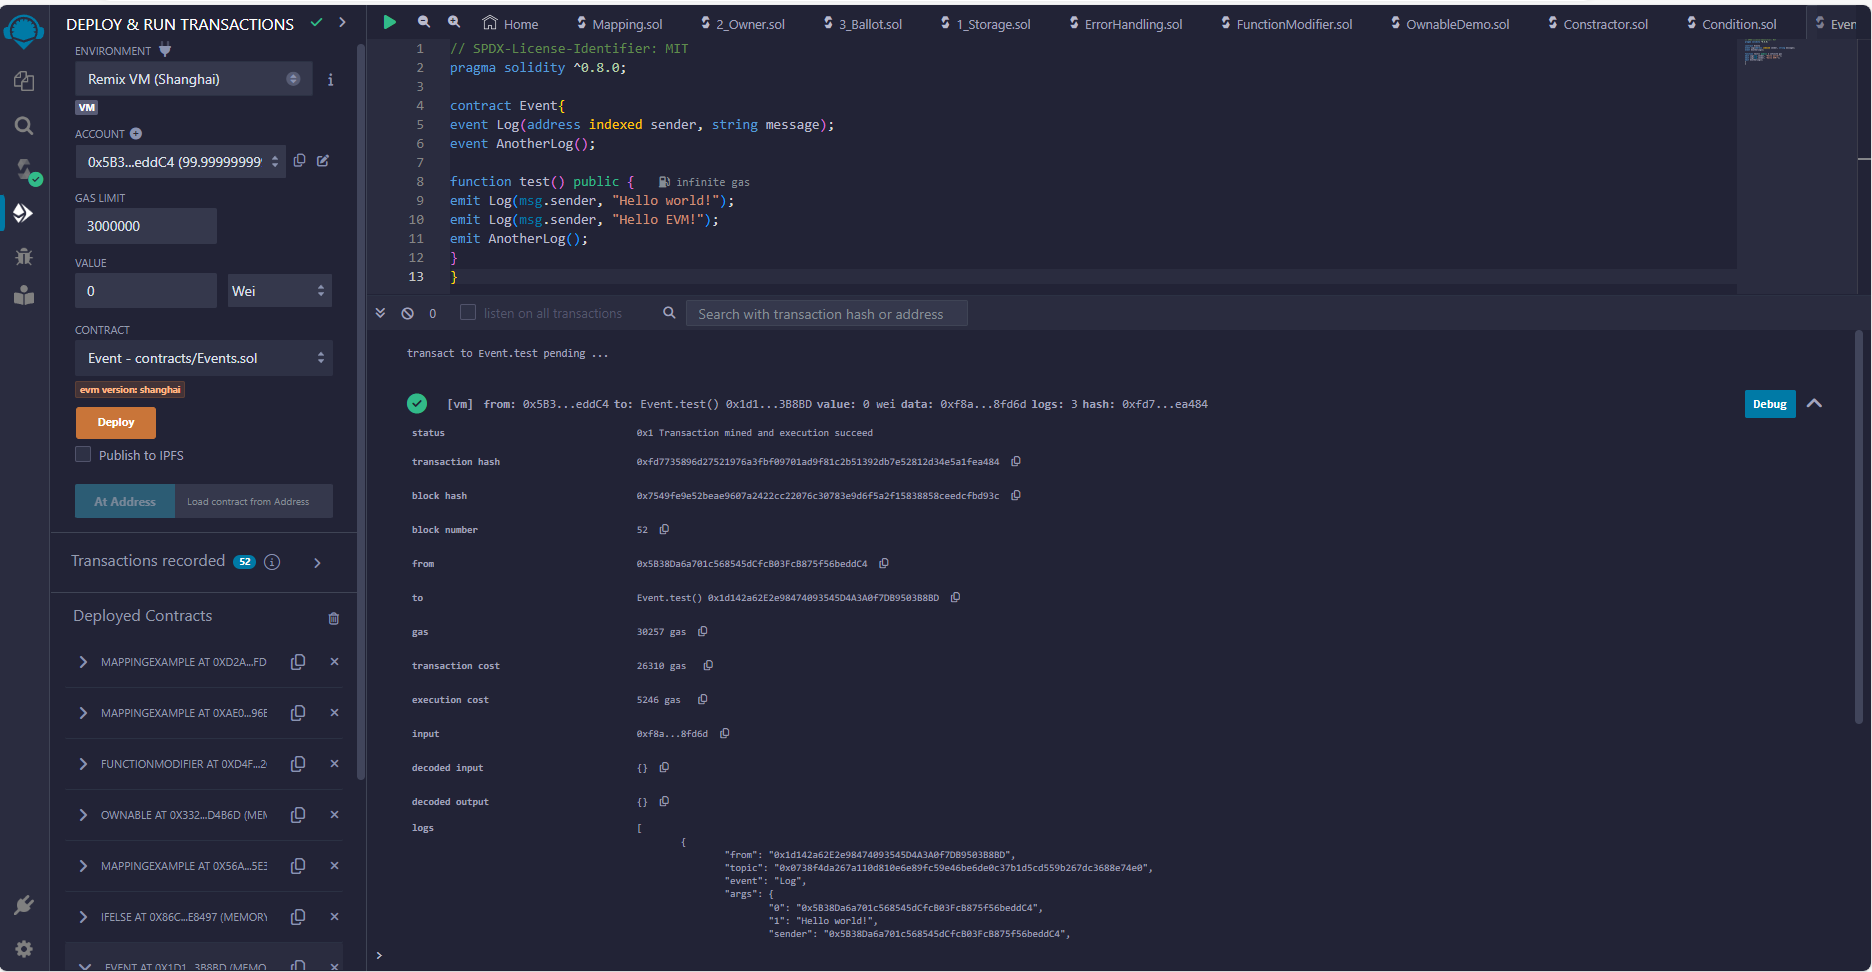 DEPLOY & RUN TRANSACTIONS
ENVIRONMENT
Remix VM (Shanghai)
VM
ACCOUNT
0x5B3...eddC4 (99.99999999
GAS LIMIT
3000000
VALUE
0
Wei
CONTRACT
Event - contracts/Events.sol
evm version: shanghai
Deploy
Publish to IPFS
At Address
Load contract from Address
Transactions recorded 52
Deployed Contracts
MAPPINGEXAMPLE AT 0XD2A...FD
MAPPINGEXAMPLE AT 0XAE0...96E
FUNCTIONMODIFIER AT 0XD4F...2
OWNABLE AT 0X332...D4B6D (MEM
MAPPINGEXAMPLE AT 0X56A...5E3
IFELSE AT 0X86C...E8497 (MEMORY
EVENT AT 0X1D1...3B8BD (MEMO
Home
Mapping.sol
2_Owner.sol
3_Ballot.sol
1_Storage.sol
ErrorHandling.sol
FunctionModifier.sol
OwnableDemo.sol
Constractor.sol
Condition.sol
Even
1 // SPDX-License-Identifier: MIT
2 pragma solidity ^0.8.0;
3
4 contract Event{
5 event Log(address indexed sender, string message);
6 event AnotherLog();
7
8 function test() public { infinite gas
9 emit Log(msg.sender, "Hello world!");
10 emit Log(msg.sender, "Hello EVM!");
11 emit AnotherLog();
12 }
13 }
0
listen on all transactions
Search with transaction hash or address
transact to Event.test pending ...
[vm] from: 0x5B3...eddC4 to: Event.test() 0x1d1...3B8BD value: 0 wei data: 0xf8a...8fd6d logs: 3 hash: 0xfd7...ea484
Debug
status 0x1 Transaction mined and execution succeed
transaction hash 0xfd7735896d27521976a3fbf09701ad9f81c2b51392db7e52812d34e5a1fea484
block hash 0x7549fe9e52beae9607a2422cc22076c30783e9d6f5a2f15838858ceedcfbd93c
block number 52
from 0x5B38Da6a701c568545dCfcB03FcB875f56beddC4
to Event.test() 0x1d142a62E2e98474093545D4A3A0f7DB9503B8BD
gas 30257 gas
transaction cost 26310 gas
execution cost 5246 gas
input 0xf8a...8fd6d
decoded input {}
decoded output {}
logs [
{
"from": "0x1d142a62E2e98474093545D4A3A0f7DB9503B8BD",
"topic": "0x0738f4da267a110d810e6e89fc59e46be6de0c37b1d5cd559b267dc3688e74e0",
"event": "Log",
"args": {
"0": "0x5B38Da6a701c568545dCfcB03FcB875f56beddC4",
"1": "Hello world!",
"sender": "0x5B38Da6a701c568545dCfcB03FcB875f56beddC4",
>